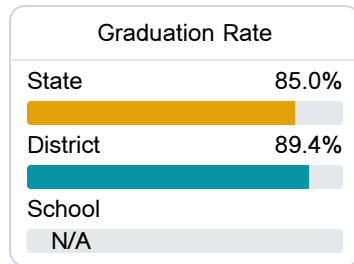 Graduation Rate
State 85.0%
District 89.4%
School
N/A